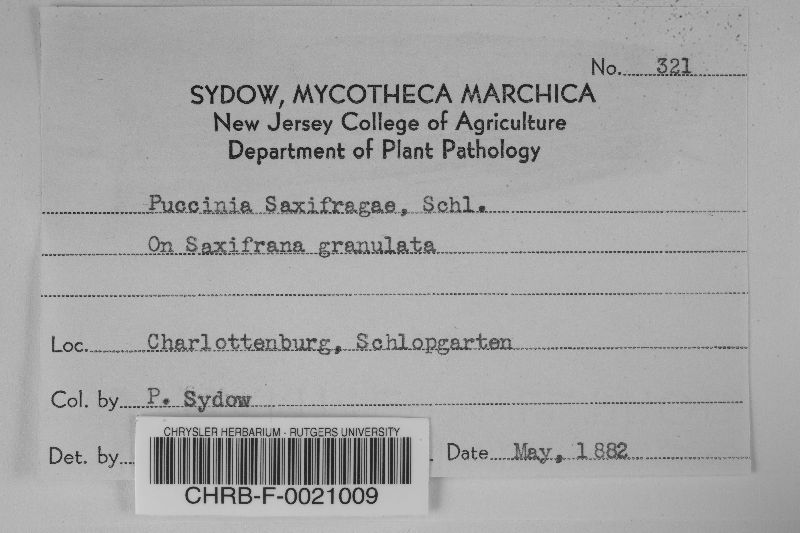 No. 321
SYDOW, MYCOTHECA MARCHICA
New Jersey College of Agriculture
Department of Plant Pathology
Puccinia Saxifragae, Schl.
On Saxifrana granulata
Loc. Charlottenburg, Schlopgarten
Col. by P. Sydow
Det. by
Date May, 1882
CHRYSLER HERBARIUM - RUTGERS UNIVERSITY
CHRB-F-0021009